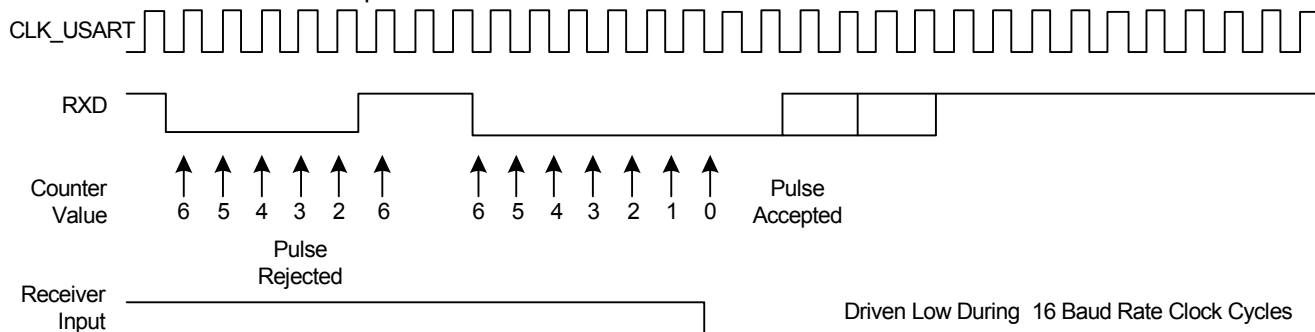 CLK_USART
RXD
Counter
Value
6 5 4 3 2 6 6 5 4 3 2 1 0
Pulse
Accepted
Pulse
Rejected
Receiver
Input
Driven Low During 16 Baud Rate Clock Cycles